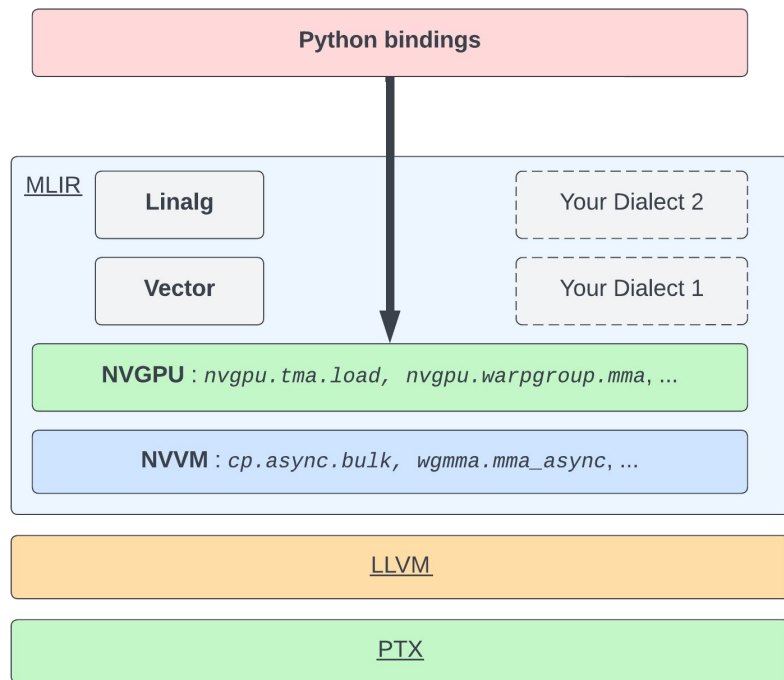 Python bindings
MLIR
Linalg
Your Dialect 2
Vector
Your Dialect 1
NVGPU : nvgpu.tma.load, nvgpu.warpgroup.mma, ...
NVVM : cp.async.bulk, wgmma.mma_async, ...
LLVM
PTX